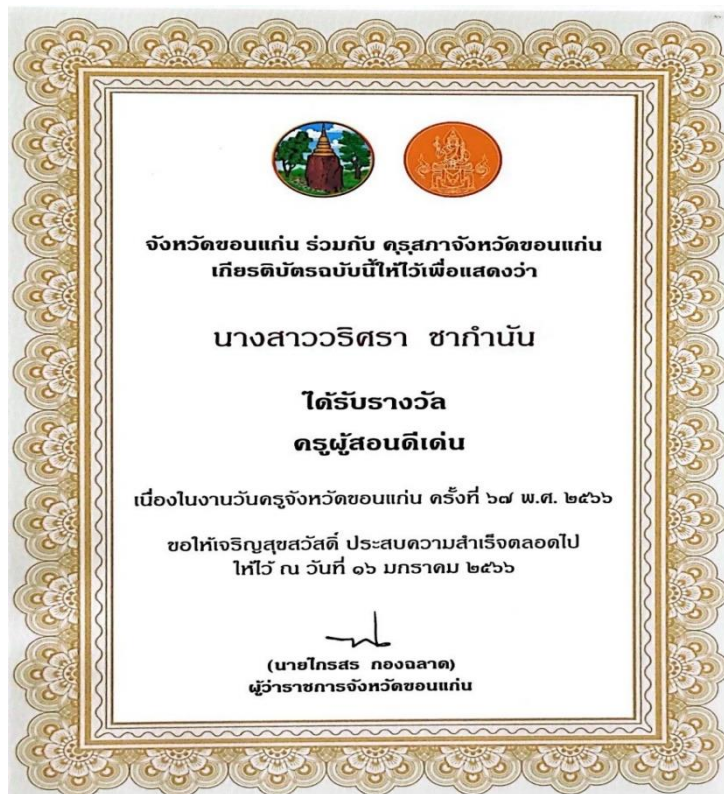 จังหวัดขอนแก่น ร่วมกับ คุรุสภาจังหวัดขอนแก่น
เกียรติบัตรฉบับนี้ให้ไว้เพื่อแสดงว่า
นางสาววริศรา ชากำนัน
ได้รับรางวัล
ครูผู้สอนดีเด่น
เนื่องในงานวันครูจังหวัดขอนแก่น ครั้งที่ ๖๗ พ.ศ. ๒๕๖๖
ขอให้เจริญสุขสวัสดิ์ ประสบความสำเร็จตลอดไป
ให้ไว้ ณ วันที่ ๑๖ มกราคม ๒๕๖๖
(นายไกรสร กองฉลาด)
ผู้ว่าราชการจังหวัดขอนแก่น